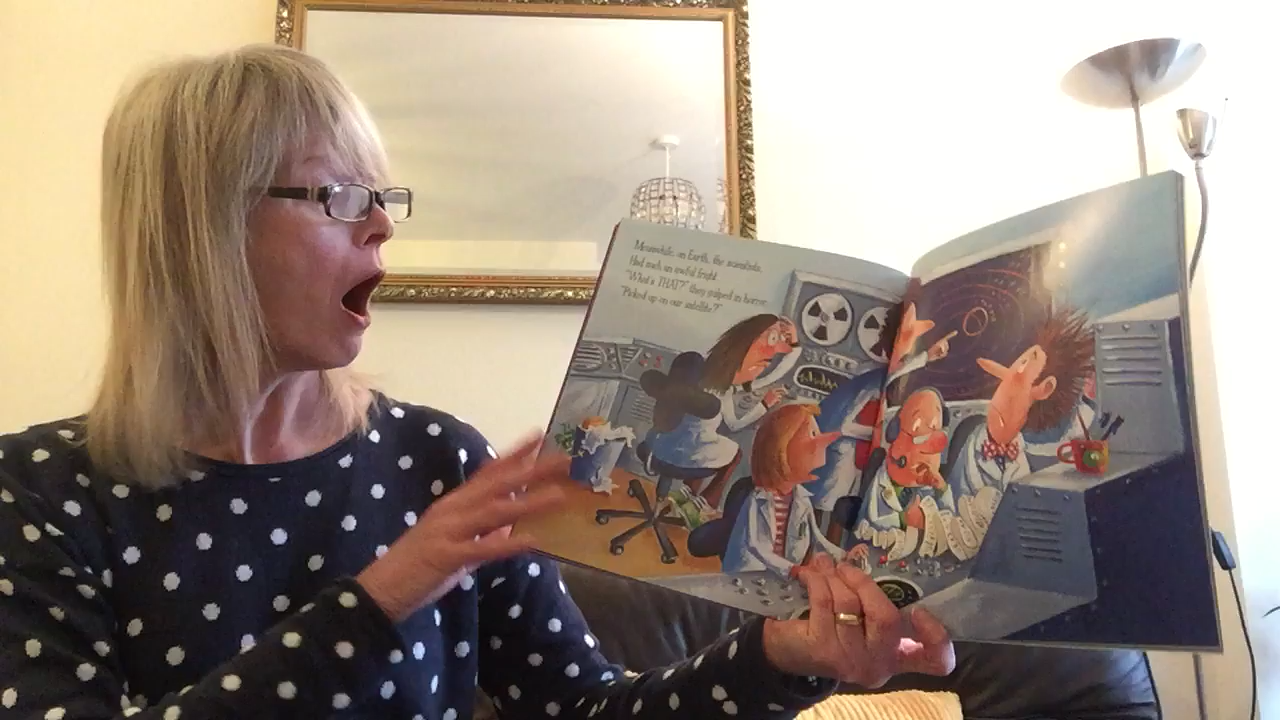 Meanwhile, on Earth, the scientists,
Had such an awful fright.
"What's THAT?" they gulped in horror.
"Picked up on our satellite?"